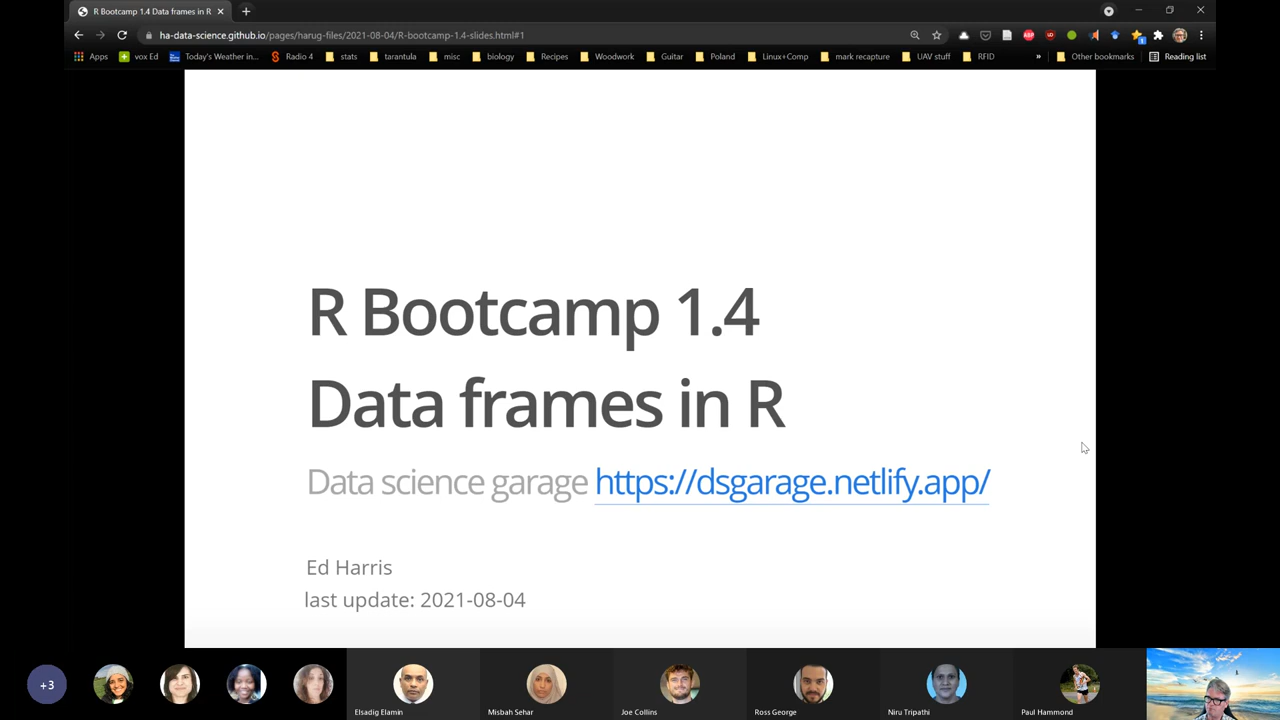 R Bootcamp 1.4 Data frames in R
ha-data-science.github.io/pages/harug-files/2021-08-04/R-bootcamp-1.4-slides.html#1
Apps vox Ed Today's Weather in... Radio 4 stats tarantula misc biology Recipes Woodwork Guitar Poland Linux+Comp mark recapture UAV stuff RFID » Other bookmarks Reading list
R Bootcamp 1.4
Data frames in R
Data science garage https://dsgarage.netlify.app/
Ed Harris
last update: 2021-08-04
+3
Elsadig Elamin Misbah Sehar Joe Collins Ross George Niru Tripathi Paul Hammond